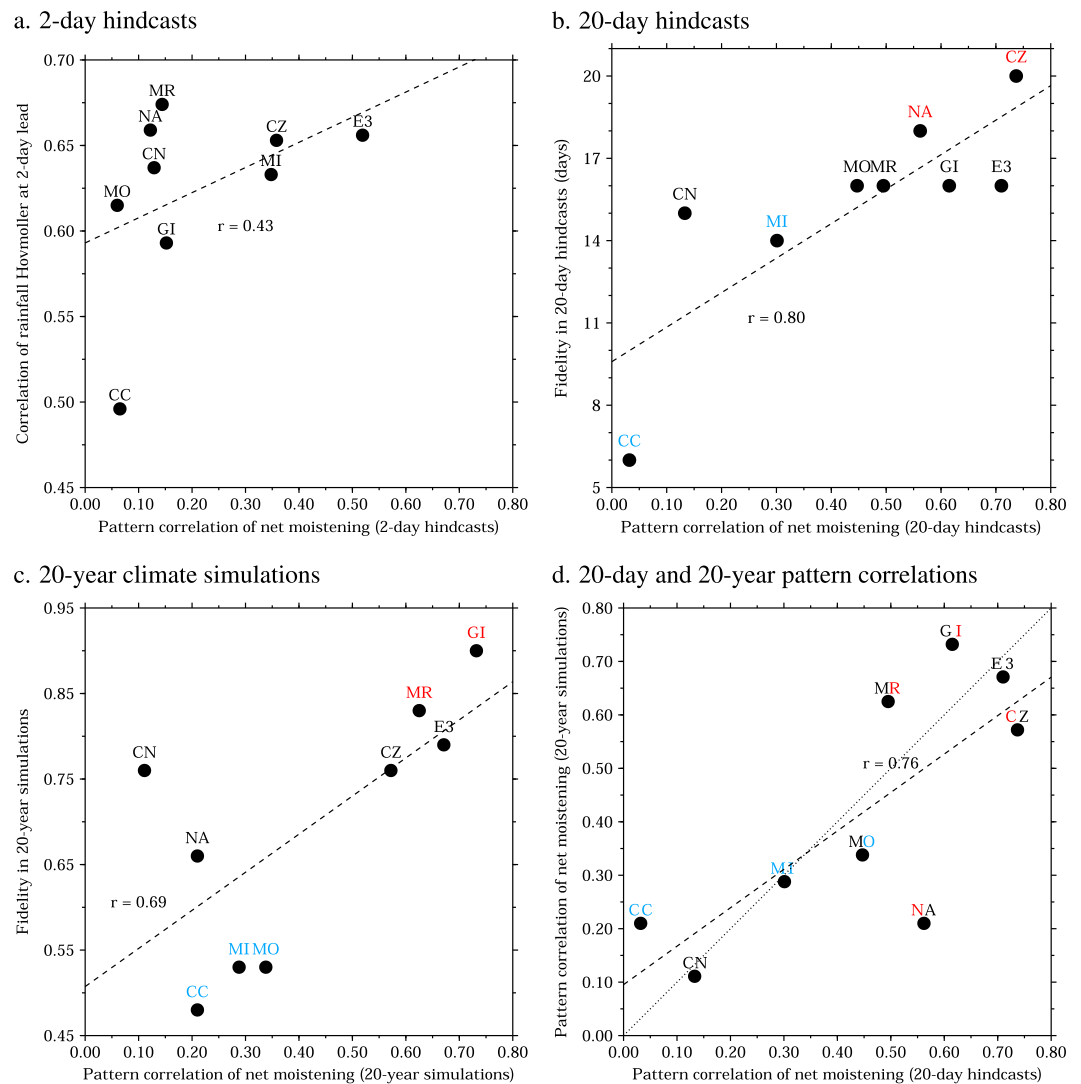 a. 2-day hindcasts
0.70
0.65
0.60
0.55
0.50
0.45
Correlation of rainfall Hovmoller at 2-day lead
MR
NA
CN
MO
GI
CZ
MI
E3
CC
r = 0.43
0.00 0.10 0.20 0.30 0.40 0.50 0.60 0.70 0.80
Pattern correlation of net moistening (2-day hindcasts)
b. 20-day hindcasts
20
17
14
11
8
5
Fidelity in 20-day hindcasts (days)
CZ
NA
MO MR GI E3
CN
MI
CC
r = 0.80
0.00 0.10 0.20 0.30 0.40 0.50 0.60 0.70 0.80
Pattern correlation of net moistening (20-day hindcasts)
c. 20-year climate simulations
0.95
0.85
0.75
0.65
0.55
0.45
Fidelity in 20-year simulations
GI
MR
E3
CN
CZ
NA
MI MO
CC
r = 0.69
0.00 0.10 0.20 0.30 0.40 0.50 0.60 0.70 0.80
Pattern correlation of net moistening (20-year simulations)
d. 20-day and 20-year pattern correlations
0.80
0.70
0.60
0.50
0.40
0.30
0.20
0.10
0.00
Pattern correlation of net moistening (20-year simulations)
GI
E3
MR
CZ
MO
MI
CC
NA
CN
r = 0.76
0.00 0.10 0.20 0.30 0.40 0.50 0.60 0.70 0.80
Pattern correlation of net moistening (20-day hindcasts)